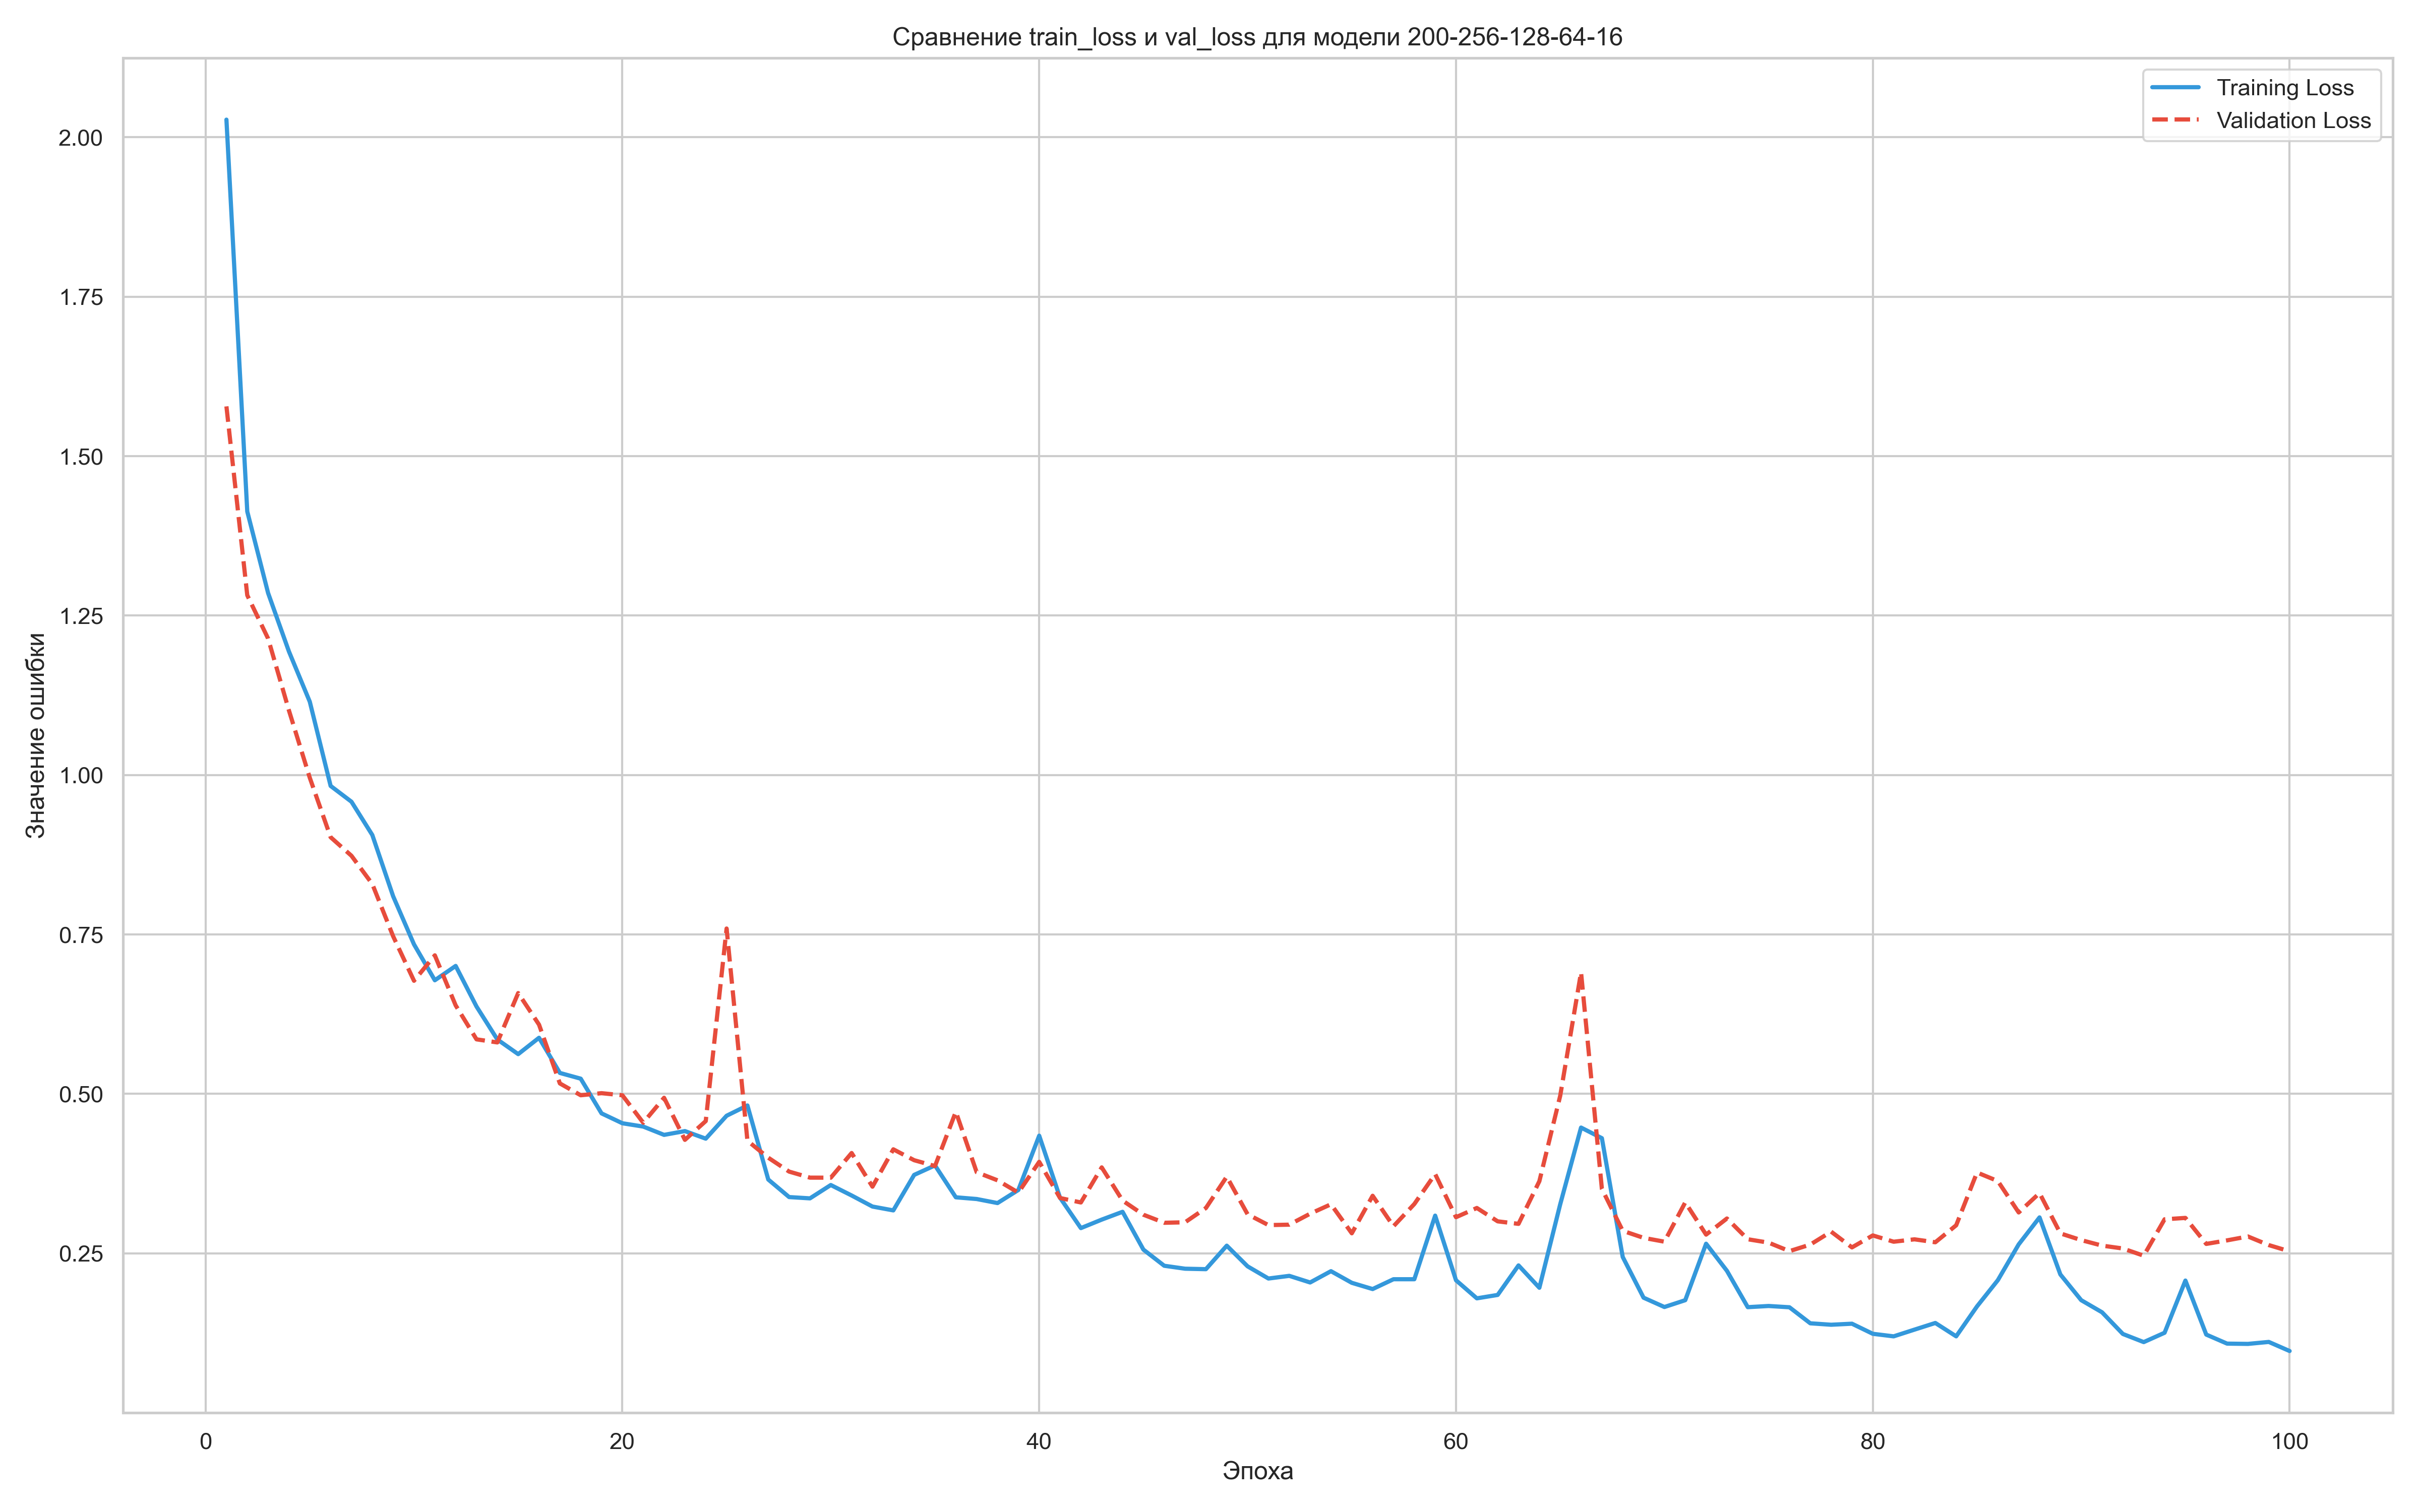 Сравнение train_loss и val_loss для модели 200-256-128-64-16
Training Loss
Validation Loss
2.00
1.75
1.50
1.25
1.00
0.75
0.50
0.25
Значение ошибки
0 20 40 60 80 100
Эпоха